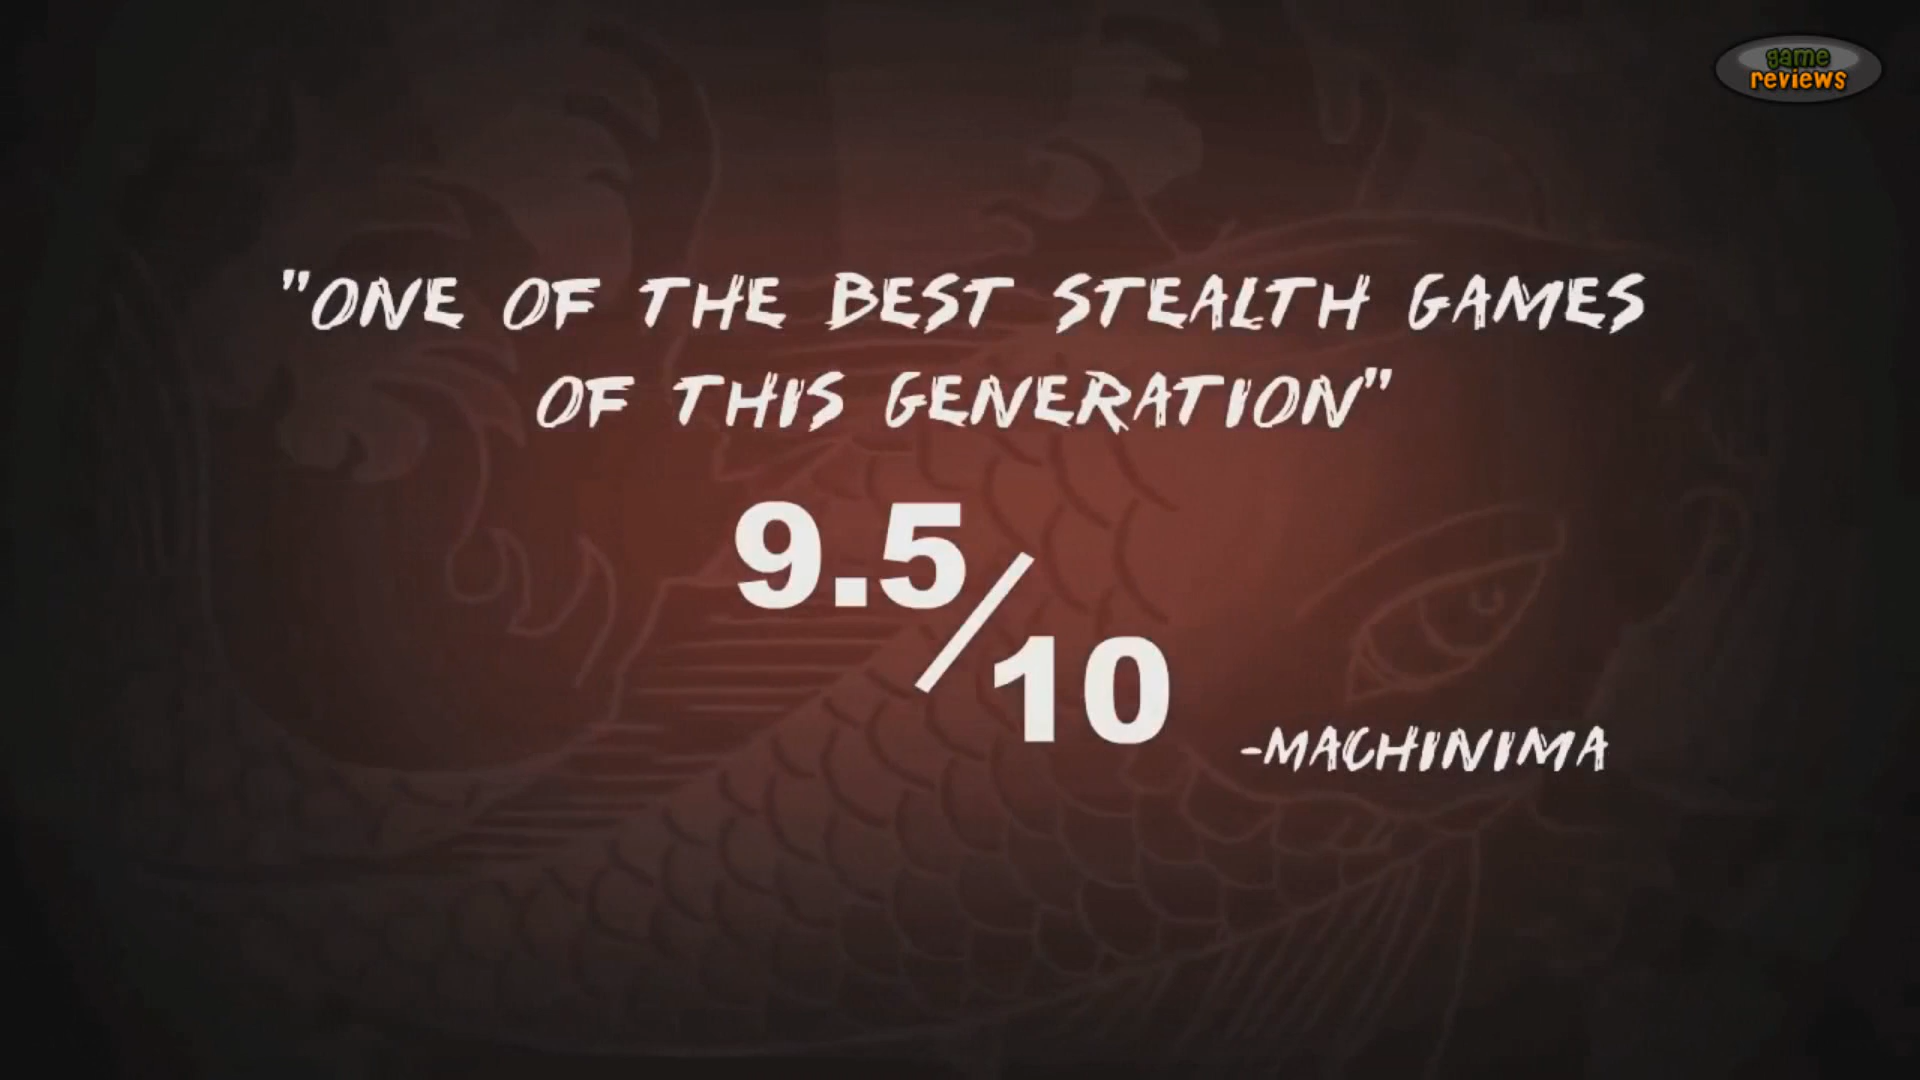 game
reviews
"ONE OF THE BEST STEALTH GAMES
OF THIS GENERATION"
9.5/10
-MACHINIMA